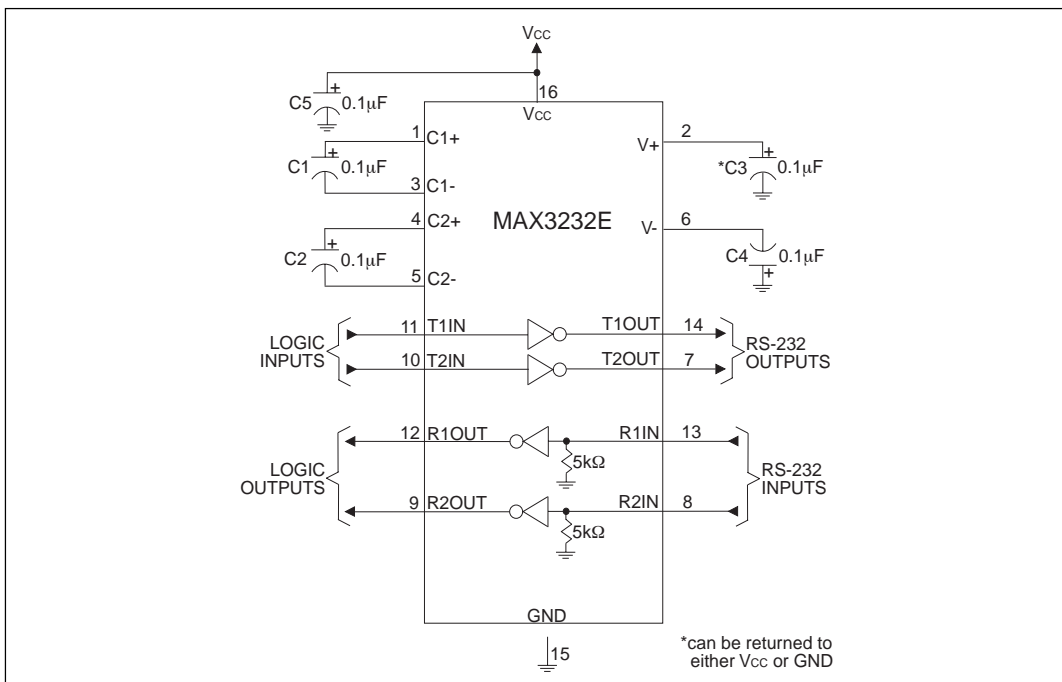 VCC
16
VCC
+
C5 0.1µF
1 C1+
+
C1 0.1µF
3 C1-
4 C2+
+
C2 0.1µF
5 C2-
V+ 2
+
*C3 0.1µF
MAX3232E
V- 6
C4 0.1µF
+
LOGIC
INPUTS
11 T1IN T1OUT 14
10 T2IN T2OUT 7
RS-232
OUTPUTS
LOGIC
OUTPUTS
12 R1OUT R1IN 13
5kΩ
9 R2OUT R2IN 8
5kΩ
RS-232
INPUTS
GND
15
*can be returned to
either VCC or GND